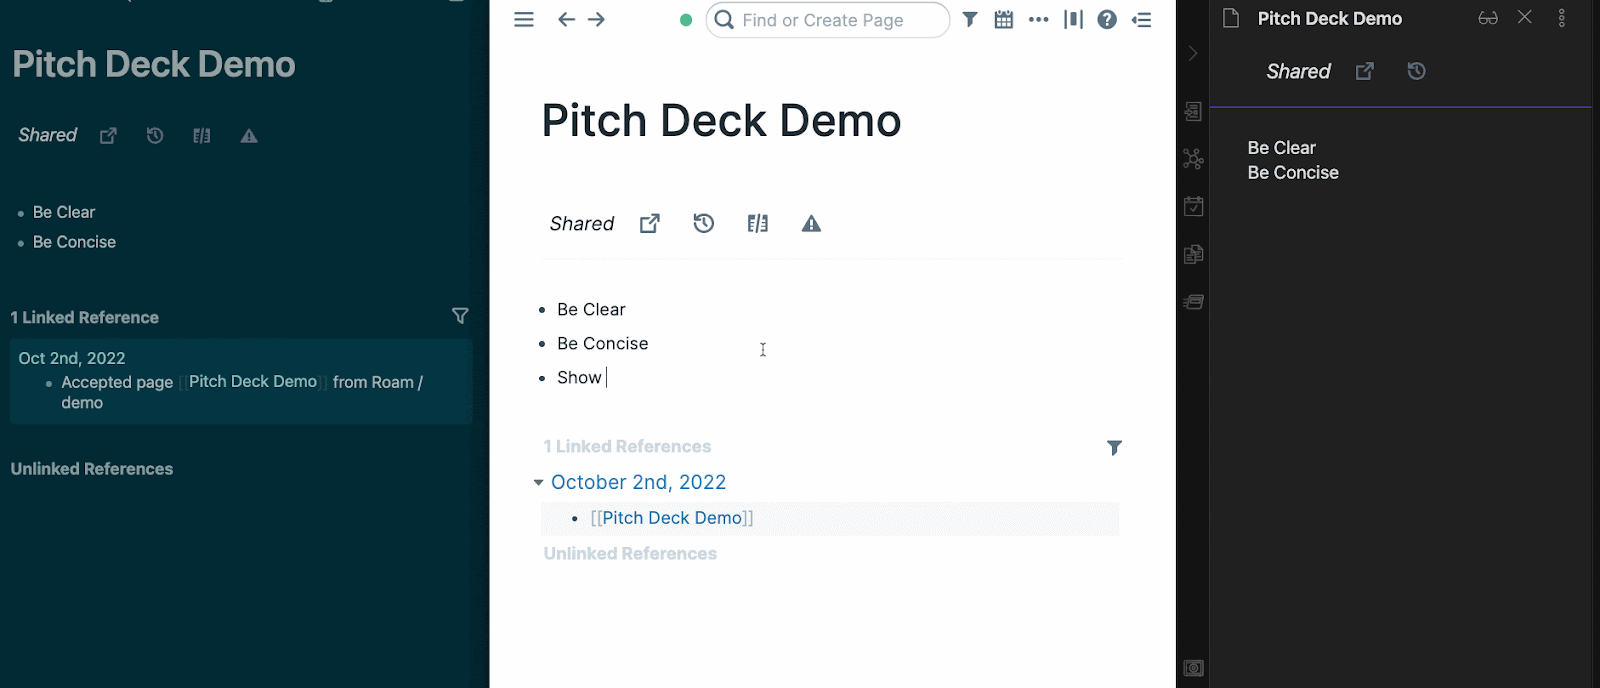 Pitch Deck Demo
Shared
Be Clear
Be Concise
1 Linked Reference
Oct 2nd, 2022
Accepted page [[Pitch Deck Demo]] from Roam /
demo
Unlinked References
Find or Create Page
Pitch Deck Demo
Shared
Be Clear
Be Concise
Show
1 Linked References
October 2nd, 2022
[[Pitch Deck Demo]]
Unlinked References
Pitch Deck Demo
Shared
Be Clear
Be Concise